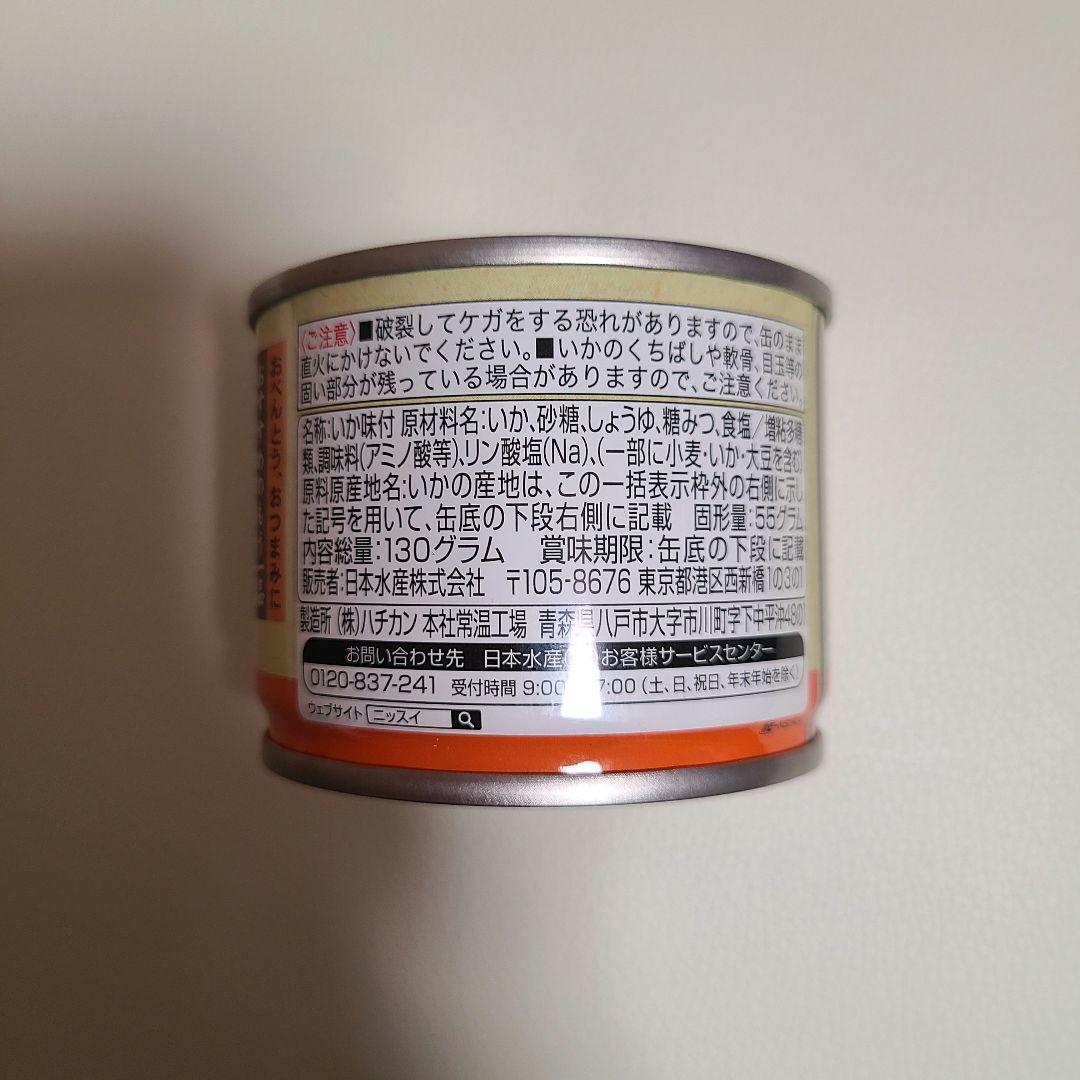 〈ご注意〉■破裂してケガをする恐れがありますので、缶のまま
直火にかけないでください。■いかのくちばしや軟骨、目玉等の
固い部分が残っている場合がありますので、ご注意ください。
名称:いか味付 原材料名:いか、砂糖、しょうゆ、糖みつ、食塩／増粘多糖
類、調味料(アミノ酸等)、リン酸塩(Na)、(一部に小麦・いか・大豆を含む)
原料原産地名:いかの産地は、この一括表示枠外の右側に示し
た記号を用いて、缶底の下段右側に記載 固形量:55グラム
内容総量:130グラム 賞味期限:缶底の下段に記載
販売者:日本水産株式会社 〒105-8676 東京都港区西新橋1の3の1
製造所 (株)ハチカン 本社常温工場 青森県八戸市大字市川町字下中平沖48の1
お問い合わせ先 日本水産 お客様サービスセンター
0120-837-241 受付時間 9:00 7:00 (土、日、祝日、年末年始を除く)
ウェブサイト ニッスイ
おべんとう、おつまみに